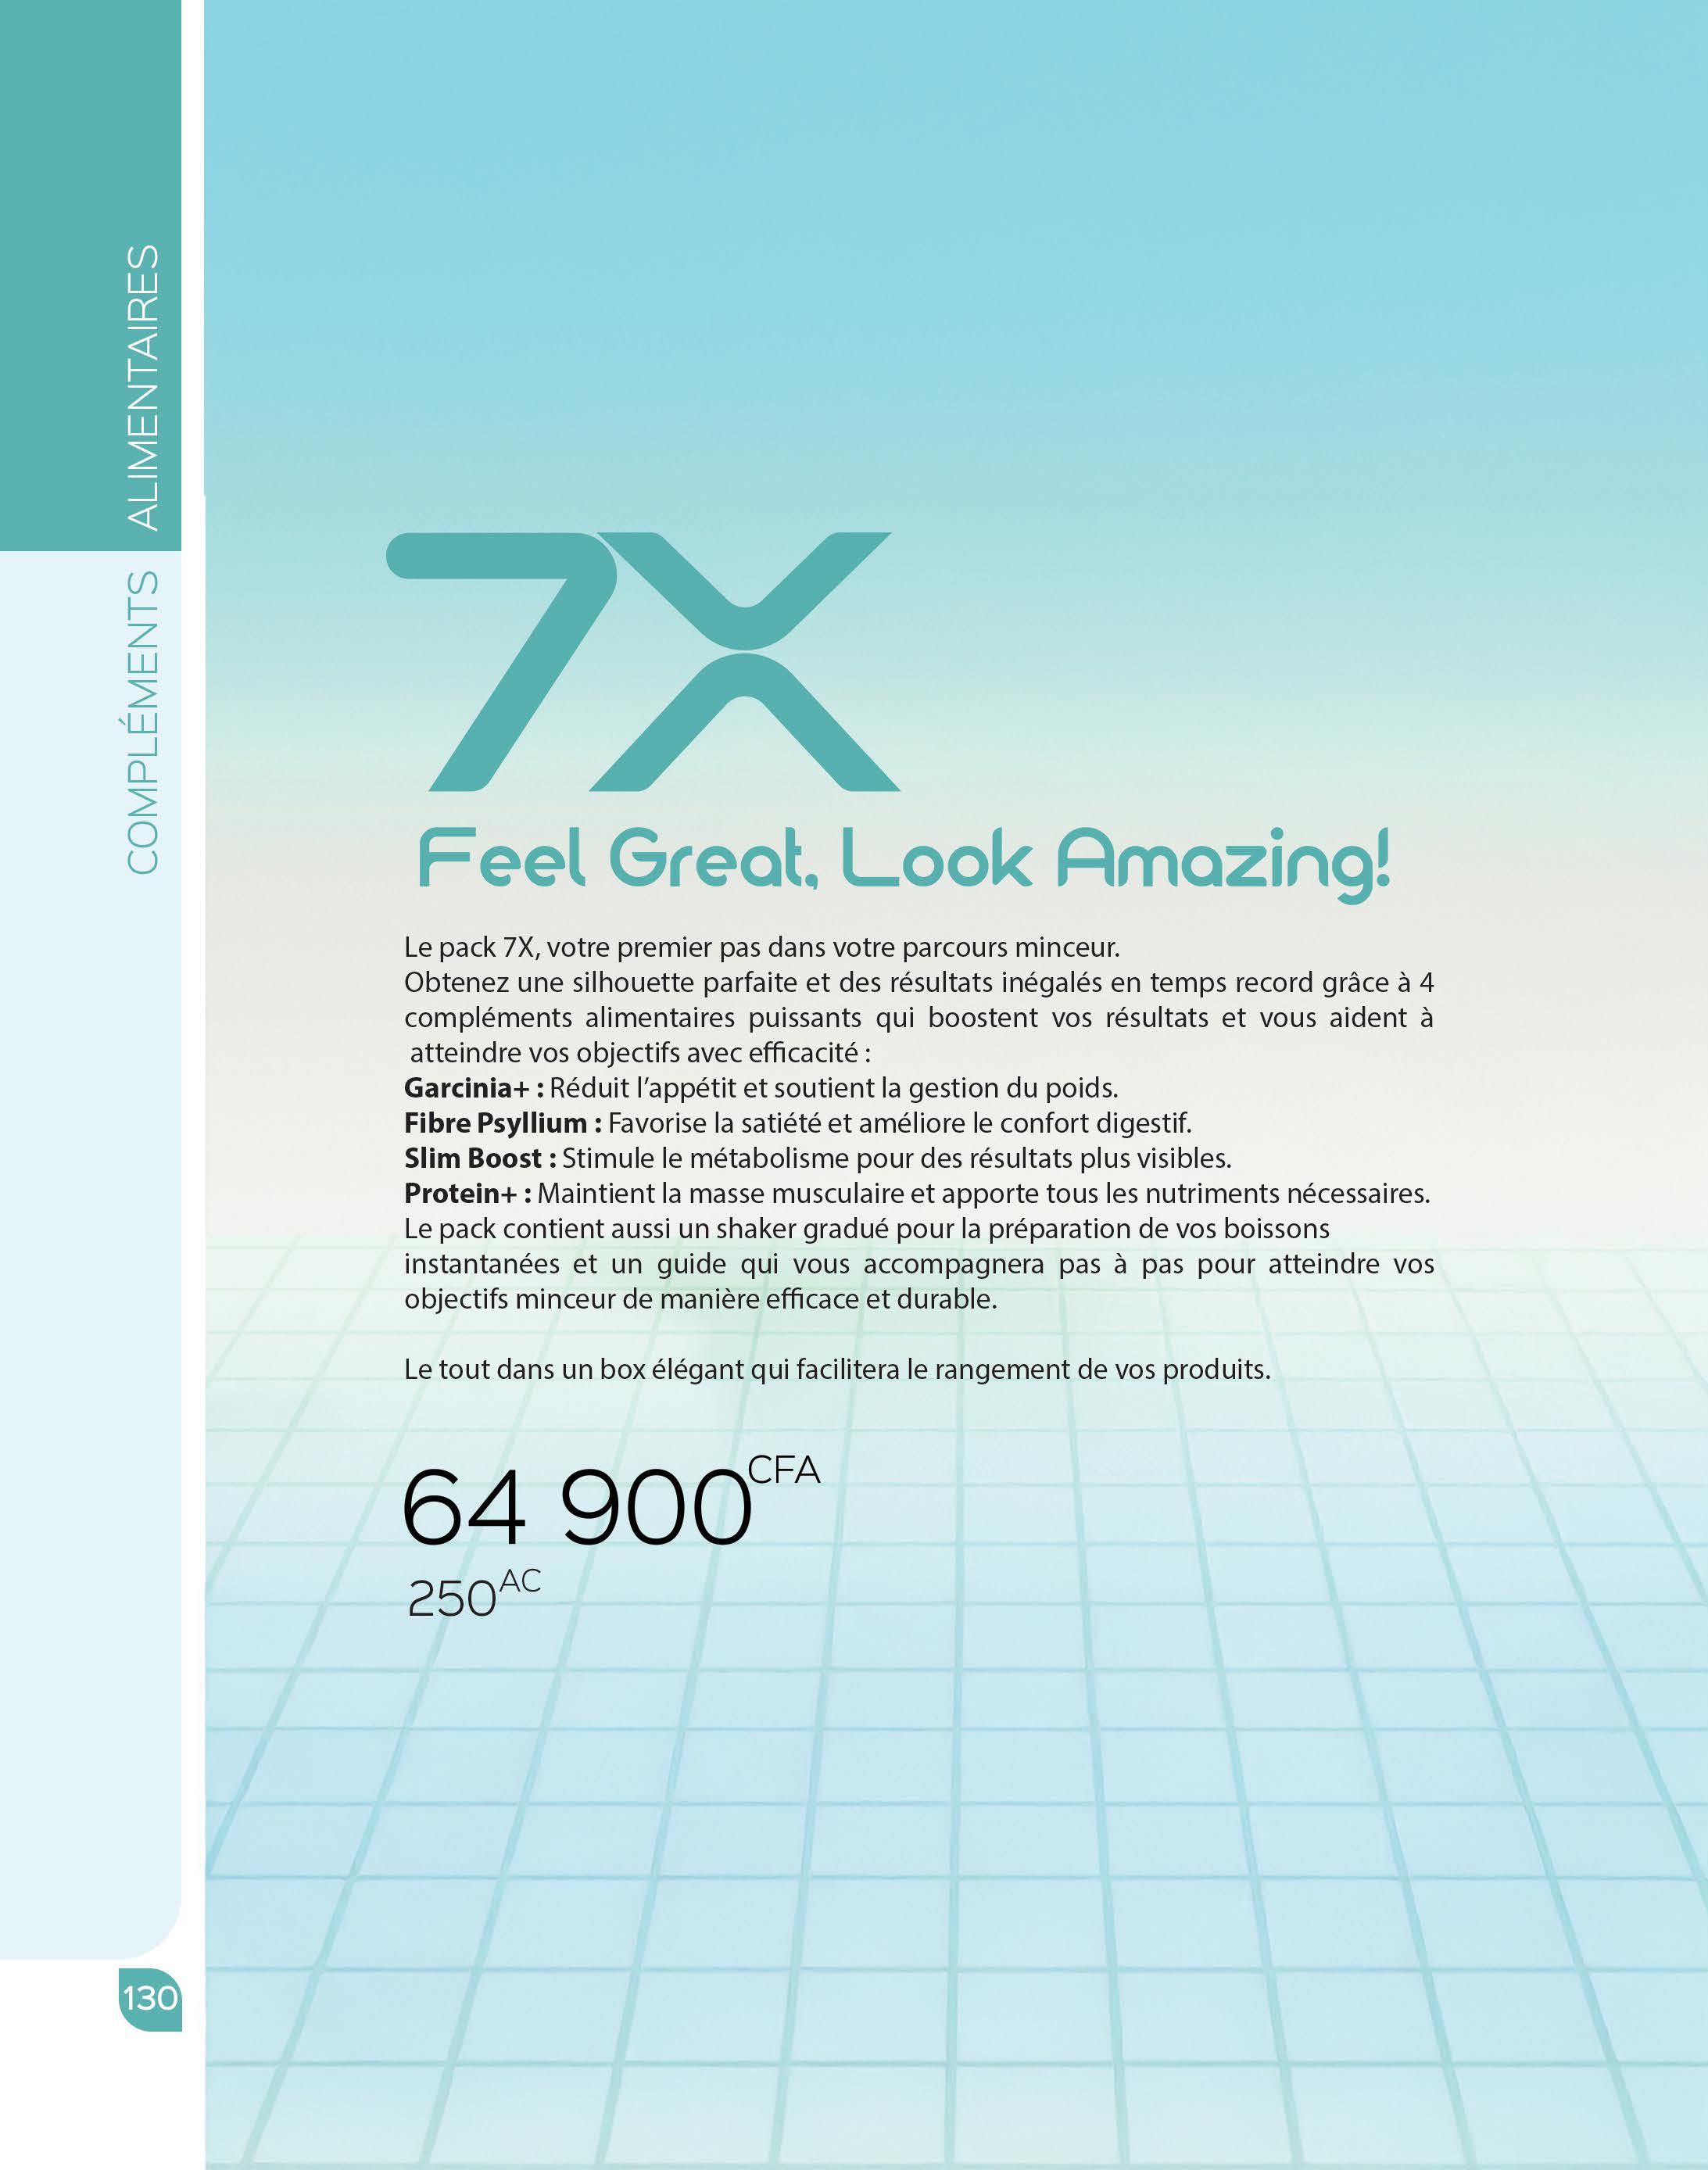 COMPLÉMENTS ALIMENTAIRES
7X
Feel Great, Look Amazing!
Le pack 7X, votre premier pas dans votre parcours minceur.
Obtenez une silhouette parfaite et des résultats inégalés en temps record grâce à 4
compléments alimentaires puissants qui boostent vos résultats et vous aident à
atteindre vos objectifs avec efficacité :
Garcinia+ : Réduit l’appétit et soutient la gestion du poids.
Fibre Psyllium : Favorise la satiété et améliore le confort digestif.
Slim Boost : Stimule le métabolisme pour des résultats plus visibles.
Protein+ : Maintient la masse musculaire et apporte tous les nutriments nécessaires.
Le pack contient aussi un shaker gradué pour la préparation de vos boissons
instantanées et un guide qui vous accompagnera pas à pas pour atteindre vos
objectifs minceur de manière efficace et durable.
Le tout dans un box élégant qui facilitera le rangement de vos produits.
64 900 CFA
250 AC
130